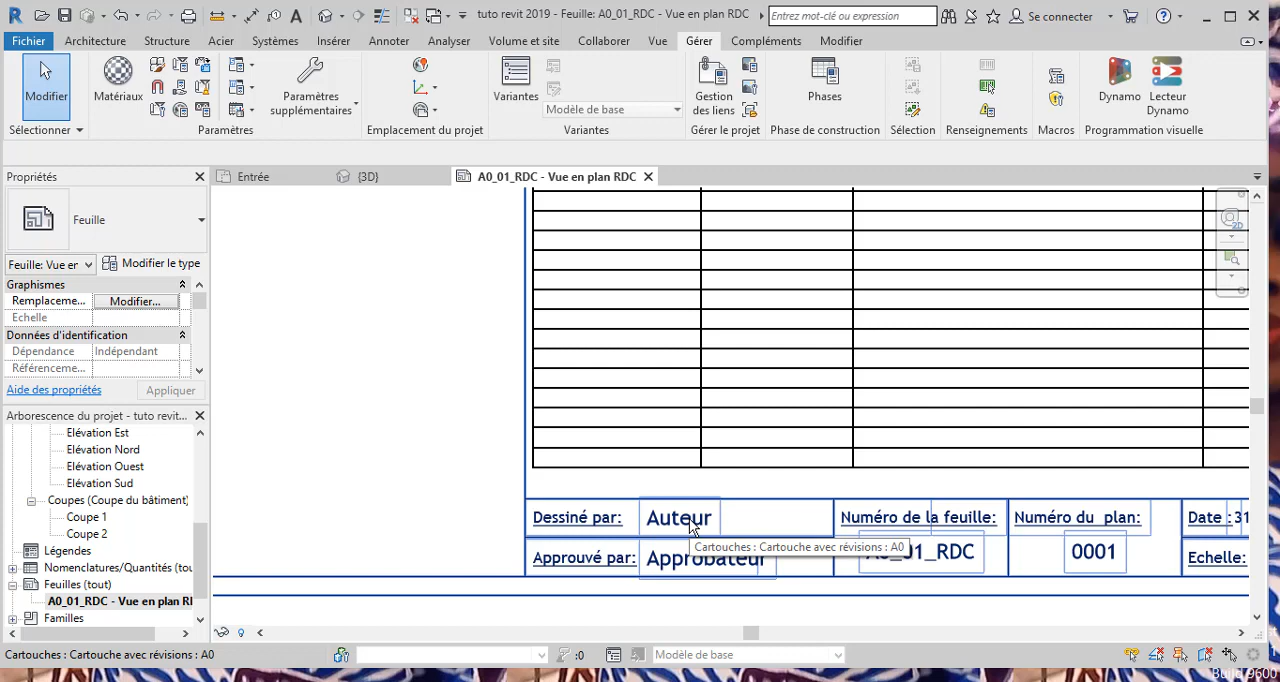 tuto revit 2019 - Feuille: A0_01_RDC - Vue en plan RDC
Entrez mot-clé ou expression
Se connecter
Fichier
Architecture
Structure
Acier
Systèmes
Insérer
Annoter
Analyser
Volume et site
Collaborer
Vue
Gérer
Compléments
Modifier
Modifier
Matériaux
Paramètres
supplémentaires
Variantes
Modèle de base
Gestion
des liens
Phases
Dynamo
Lecteur
Dynamo
Sélectionner
Paramètres
Emplacement du projet
Variantes
Gérer le projet
Phase de construction
Sélection
Renseignements
Macros
Programmation visuelle
Propriétés
Entrée
{3D}
A0_01_RDC - Vue en plan RDC
Feuille
Feuille: Vue er
Modifier le type
Graphismes
Remplaceme...
Modifier...
Echelle
Données d'identification
Dépendance
Indépendant
Référenceme...
Aide des propriétés
Appliquer
Arborescence du projet - tuto revit...
Elévation Est
Elévation Nord
Elévation Ouest
Elévation Sud
Coupes (Coupe du bâtiment)
Coupe 1
Coupe 2
Légendes
Nomenclatures/Quantités (tou
Feuilles (tout)
A0_01_RDC - Vue en plan RI
Familles
Dessiné par:
Auteur
Numéro de la feuille:
Numéro du plan:
Date : 31
Cartouches : Cartouche avec révisions : A0
Approuvé par:
Approbateur
A0_01_RDC
0001
Echelle:
Cartouches : Cartouche avec révisions : A0
:0
Modèle de base
Build 9600